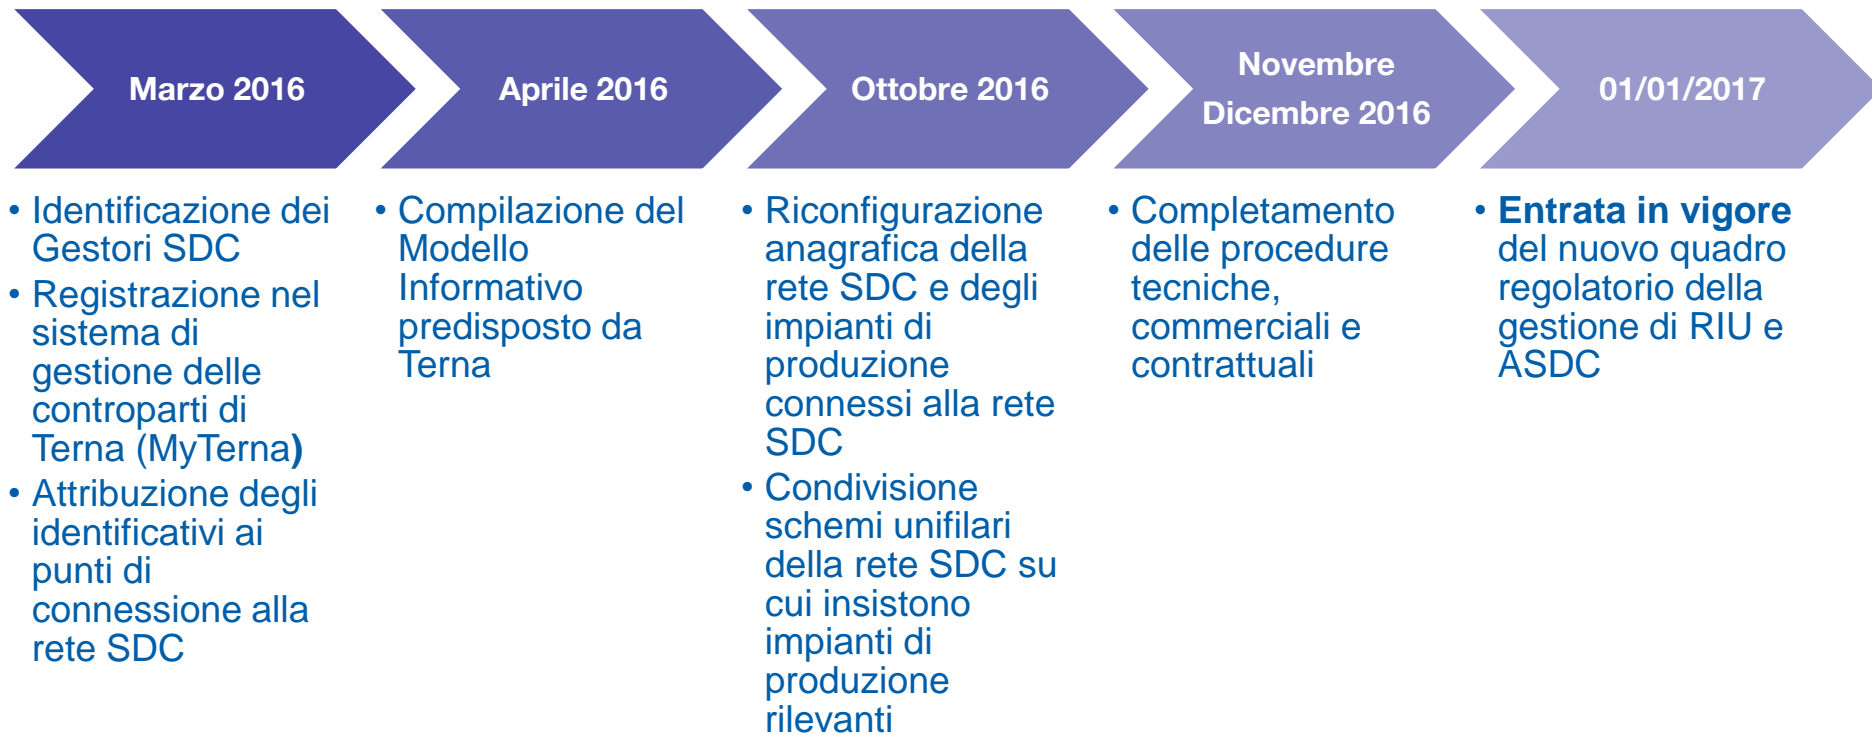 Marzo 2016
Aprile 2016
Ottobre 2016
Novembre
Dicembre 2016
01/01/2017
• Identificazione dei
Gestori SDC
• Registrazione nel
sistema di
gestione delle
controparti di
Terna (MyTerna)
• Attribuzione degli
identificativi ai
punti di
connessione alla
rete SDC
• Compilazione del
Modello
Informativo
predisposto da
Terna
• Riconfigurazione
anagrafica della
rete SDC e degli
impianti di
produzione
connessi alla rete
SDC
• Condivisione
schemi unifilari
della rete SDC su
cui insistono
impianti di
produzione
rilevanti
• Completamento
delle procedure
tecniche,
commerciali e
contrattuali
• Entrata in vigore
del nuovo quadro
regolatorio della
gestione di RIU e
ASDC